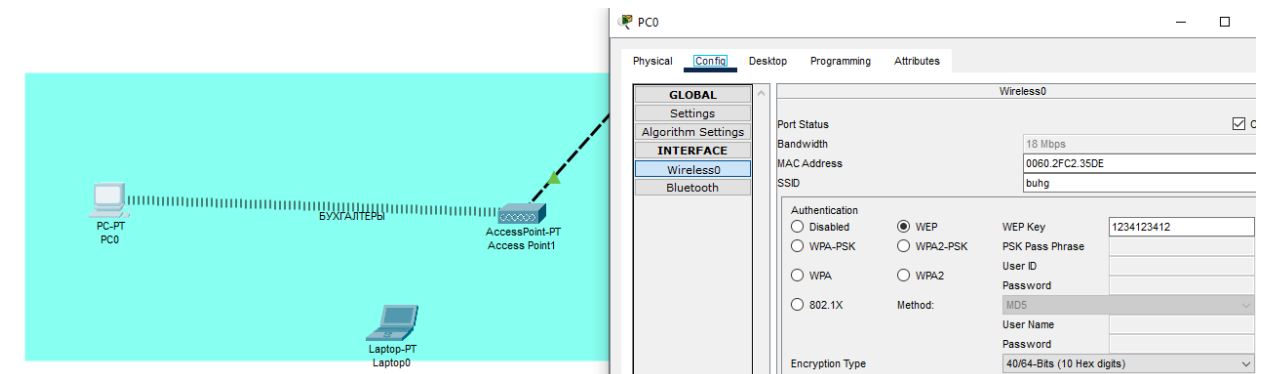 PC0
Physical Config Desktop Programming Attributes
GLOBAL
Settings
Algorithm Settings
INTERFACE
Wireless0
Bluetooth
Wireless0
Port Status
Bandwidth 18 Mbps
MAC Address 0060.2FC2.35DE
SSID buhg
Authentication
Disabled WEP WEP Key 1234123412
WPA-PSK WPA2-PSK PSK Pass Phrase
User ID
WPA WPA2
Password
802.1X Method: MD5
User Name
Password
Encryption Type 40/64-Bits (10 Hex digits)
БУХГАЛТЕРЫ
PC-PT
PC0
AccessPoint-PT
Access Point1
Laptop-PT
Laptop0